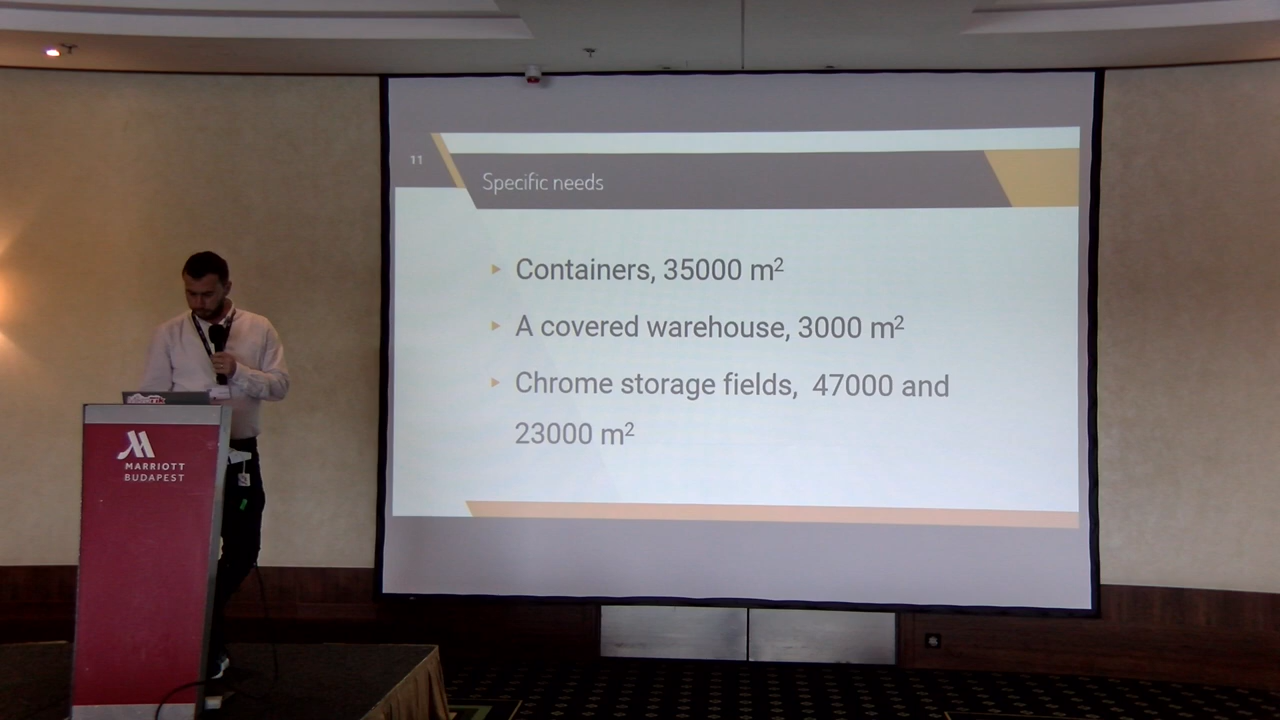 11
Specific needs
Containers, 35000 m²
A covered warehouse, 3000 m²
Chrome storage fields,  47000 and
23000 m²
MARRIOTT
BUDAPEST